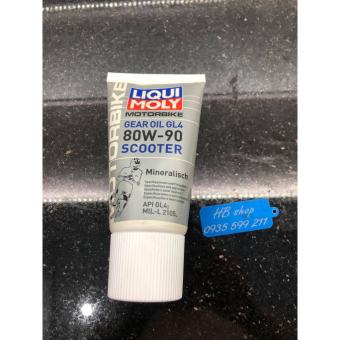 LIQUI
MOLY
MOTORBIKE
GEAR OIL GL4
80W-90
SCOOTER
Mineralisch
API GL4;
MIL-L 2105
MOTORBIKE
HB shop
0935 599 211